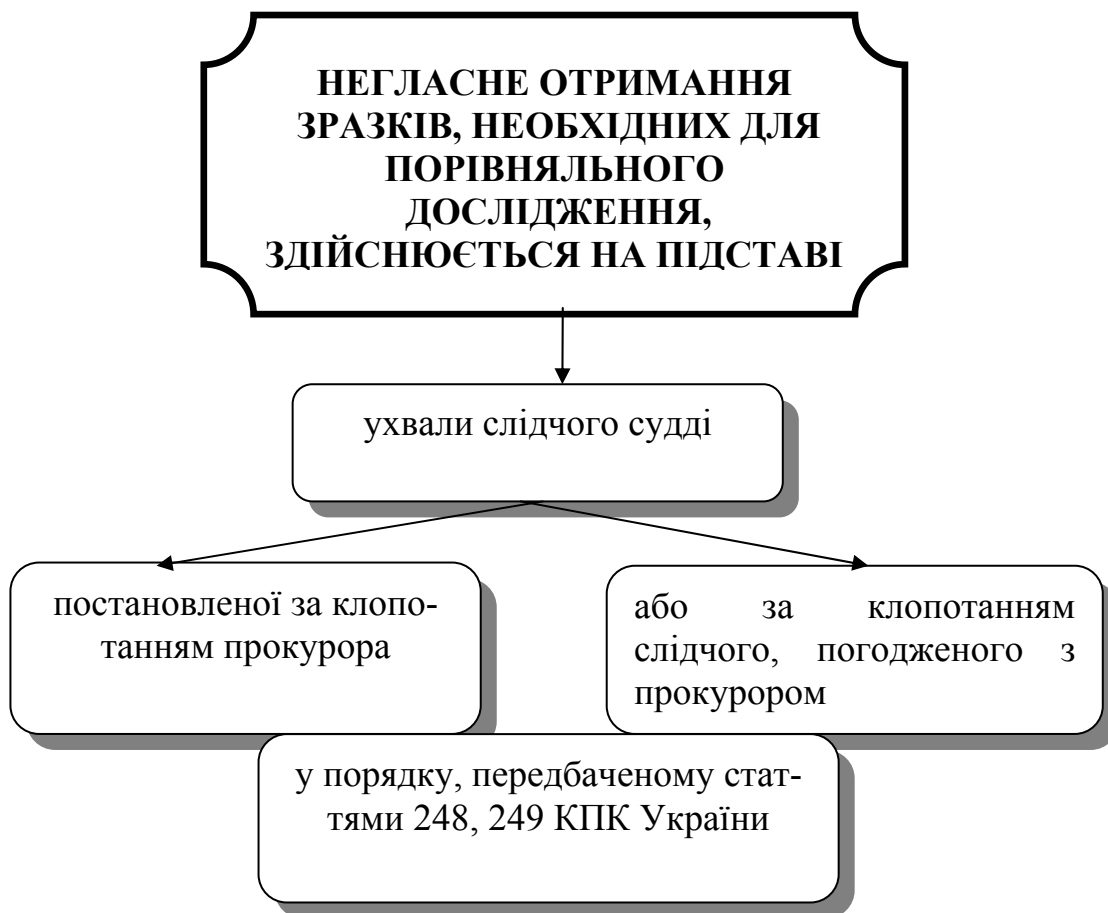 НЕГЛАСНЕ ОТРИМАННЯ
ЗРАЗКІВ, НЕОБХІДНИХ ДЛЯ
ПОРІВНЯЛЬНОГО
ДОСЛІДЖЕННЯ,
ЗДІЙСНЮЄТЬСЯ НА ПІДСТАВІ
ухвали слідчого судді
постановленої за клопо-
танням прокурора
або за клопотанням
слідчого, погодженого з
прокурором
у порядку, передбаченому стат-
тями 248, 249 КПК України